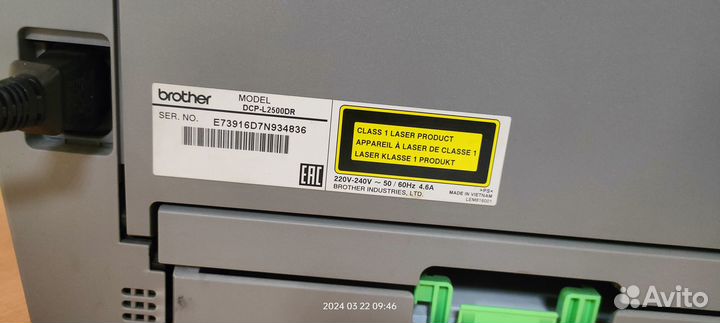 brother
MODEL
DCP-L2500DR
SER. NO. E73916D7N934836
EAC
CLASS 1 LASER PRODUCT
APPAREIL À LASER DE CLASSE 1
LASER KLASSE 1 PRODUKT
220V-240V ~ 50 / 60Hz 4.6A
BROTHER INDUSTRIES, LTD.
>PS<
MADE IN VIETNAM
LEM816001
2024 03 22 09:46
Avito